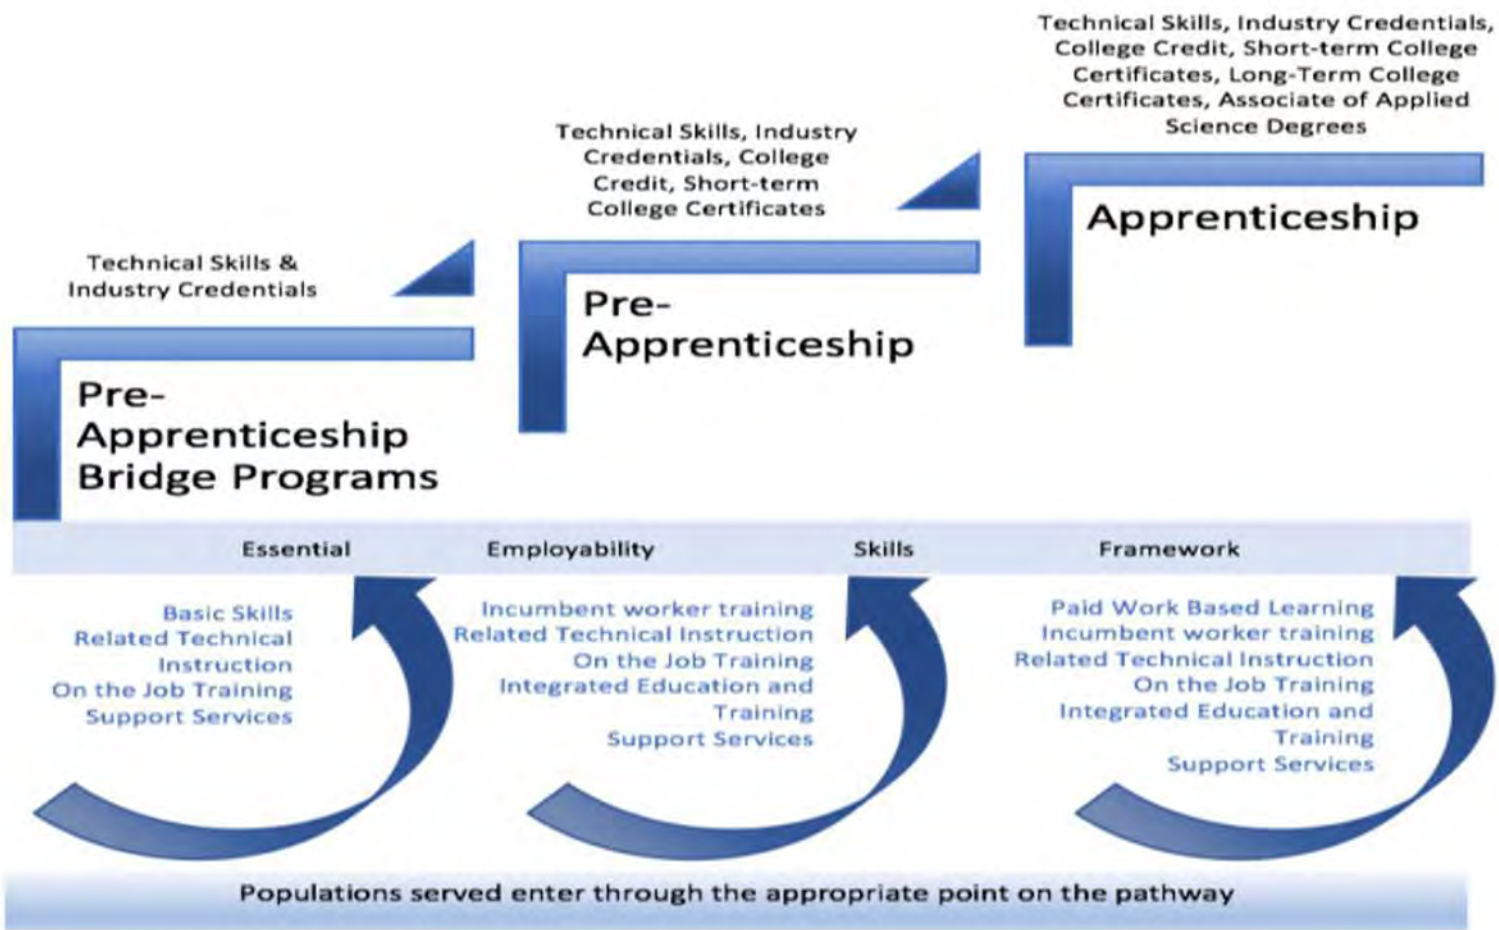 Technical Skills, Industry Credentials,
College Credit, Short-term College
Certificates, Long-Term College
Certificates, Associate of Applied
Science Degrees
Technical Skills, Industry
Credentials, College
Credit, Short-term
College Certificates
Technical Skills &
Industry Credentials
Apprenticeship
Pre-
Apprenticeship
Pre-
Apprenticeship
Bridge Programs
Essential Employability Skills Framework
Basic Skills
Related Technical
Instruction
On the Job Training
Support Services
Incumbent worker training
Related Technical Instruction
On the Job Training
Integrated Education and
Training
Support Services
Paid Work Based Learning
Incumbent worker training
Related Technical Instruction
On the Job Training
Integrated Education and
Training
Support Services
Populations served enter through the appropriate point on the pathway